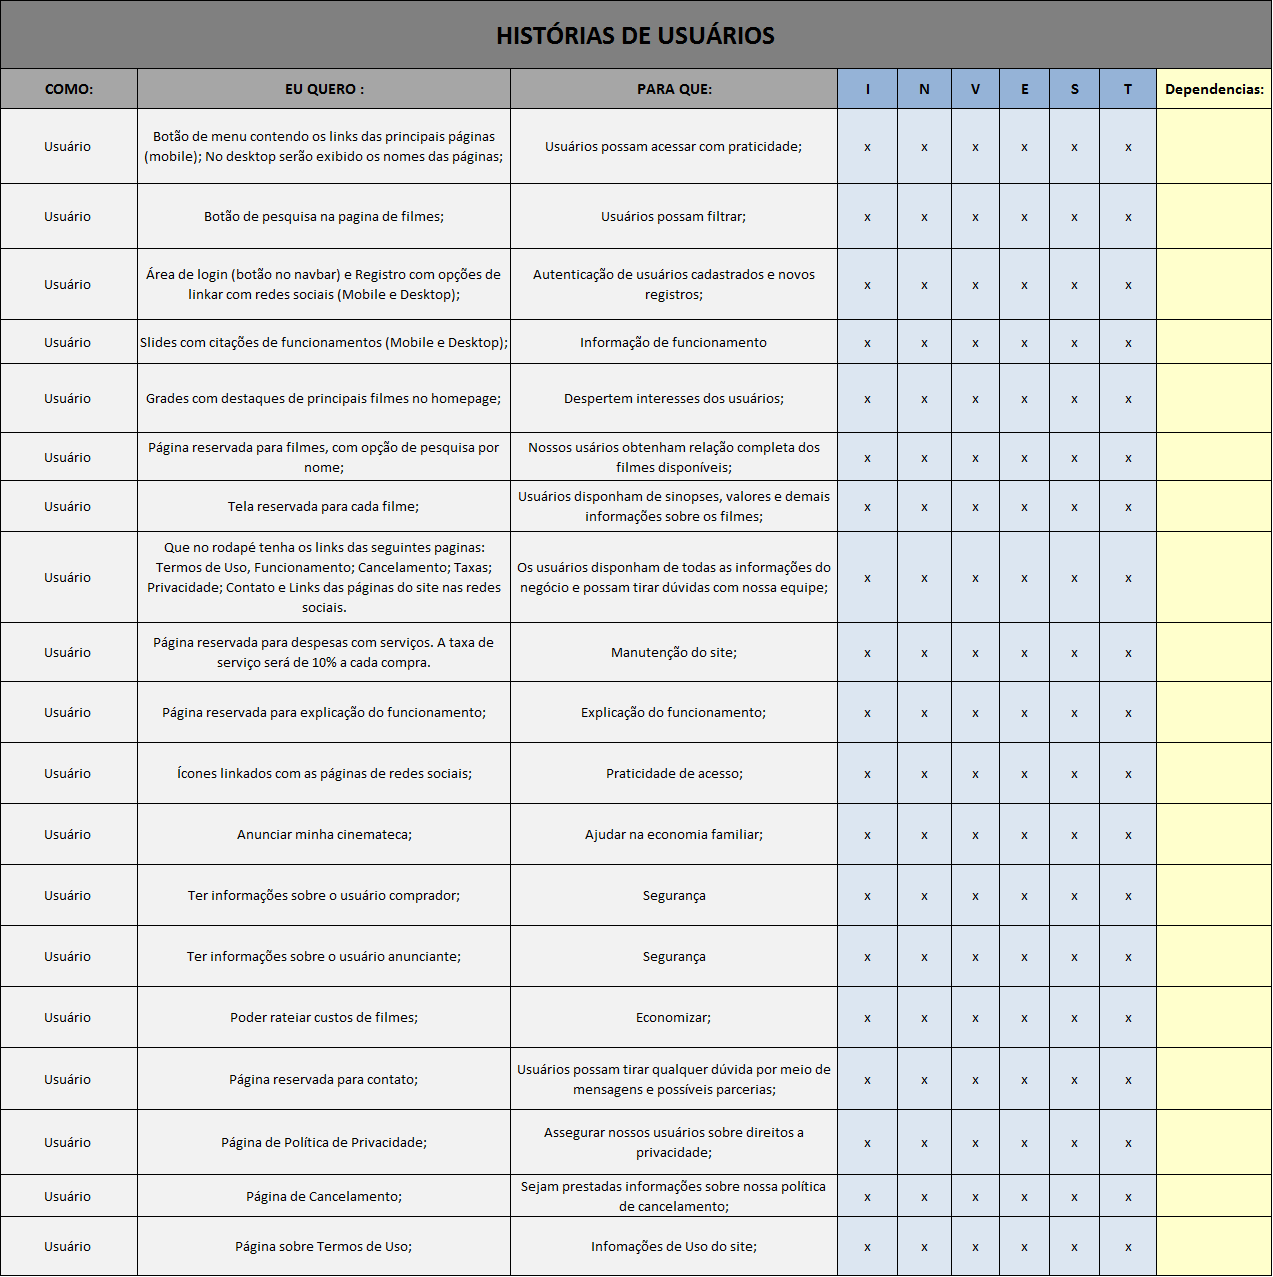 HISTÓRIAS DE USUÁRIOS
COMO: EU QUERO : PARA QUE: I N V E S T Dependencias:
Usuário
Botão de menu contendo os links das principais páginas
(mobile); No desktop serão exibido os nomes das páginas;
Usuários possam acessar com praticidade;
x x x x x x
Usuário
Botão de pesquisa na pagina de filmes;
Usuários possam filtrar;
x x x x x x
Usuário
Área de login (botão no navbar) e Registro com opções de
linkar com redes sociais (Mobile e Desktop);
Autenticação de usuários cadastrados e novos
registros;
x x x x x x
Usuário
Slides com citações de funcionamentos (Mobile e Desktop);
Informação de funcionamento
x x x x x x
Usuário
Grades com destaques de principais filmes no homepage;
Despertem interesses dos usuários;
x x x x x x
Usuário
Página reservada para filmes, com opção de pesquisa por
nome;
Nossos usários obtenham relação completa dos
filmes disponíveis;
x x x x x x
Usuário
Tela reservada para cada filme;
Usuários disponham de sinopses, valores e demais
informações sobre os filmes;
x x x x x x
Usuário
Que no rodapé tenha os links das seguintes paginas:
Termos de Uso, Funcionamento; Cancelamento; Taxas;
Privacidade; Contato e Links das páginas do site nas redes
sociais.
Os usuários disponham de todas as informações do
negócio e possam tirar dúvidas com nossa equipe;
x x x x x x
Usuário
Página reservada para despesas com serviços. A taxa de
serviço será de 10% a cada compra.
Manutenção do site;
x x x x x x
Usuário
Página reservada para explicação do funcionamento;
Explicação do funcionamento;
x x x x x x
Usuário
Ícones linkados com as páginas de redes sociais;
Praticidade de acesso;
x x x x x x
Usuário
Anunciar minha cinemateca;
Ajudar na economia familiar;
x x x x x x
Usuário
Ter informações sobre o usuário comprador;
Segurança
x x x x x x
Usuário
Ter informações sobre o usuário anunciante;
Segurança
x x x x x x
Usuário
Poder rateiar custos de filmes;
Economizar;
x x x x x x
Usuário
Página reservada para contato;
Usuários possam tirar qualquer dúvida por meio de
mensagens e possíveis parcerias;
x x x x x x
Usuário
Página de Política de Privacidade;
Assegurar nossos usuários sobre direitos a
privacidade;
x x x x x x
Usuário
Página de Cancelamento;
Sejam prestadas informações sobre nossa política
de cancelamento;
x x x x x x
Usuário
Página sobre Termos de Uso;
Infomações de Uso do site;
x x x x x x